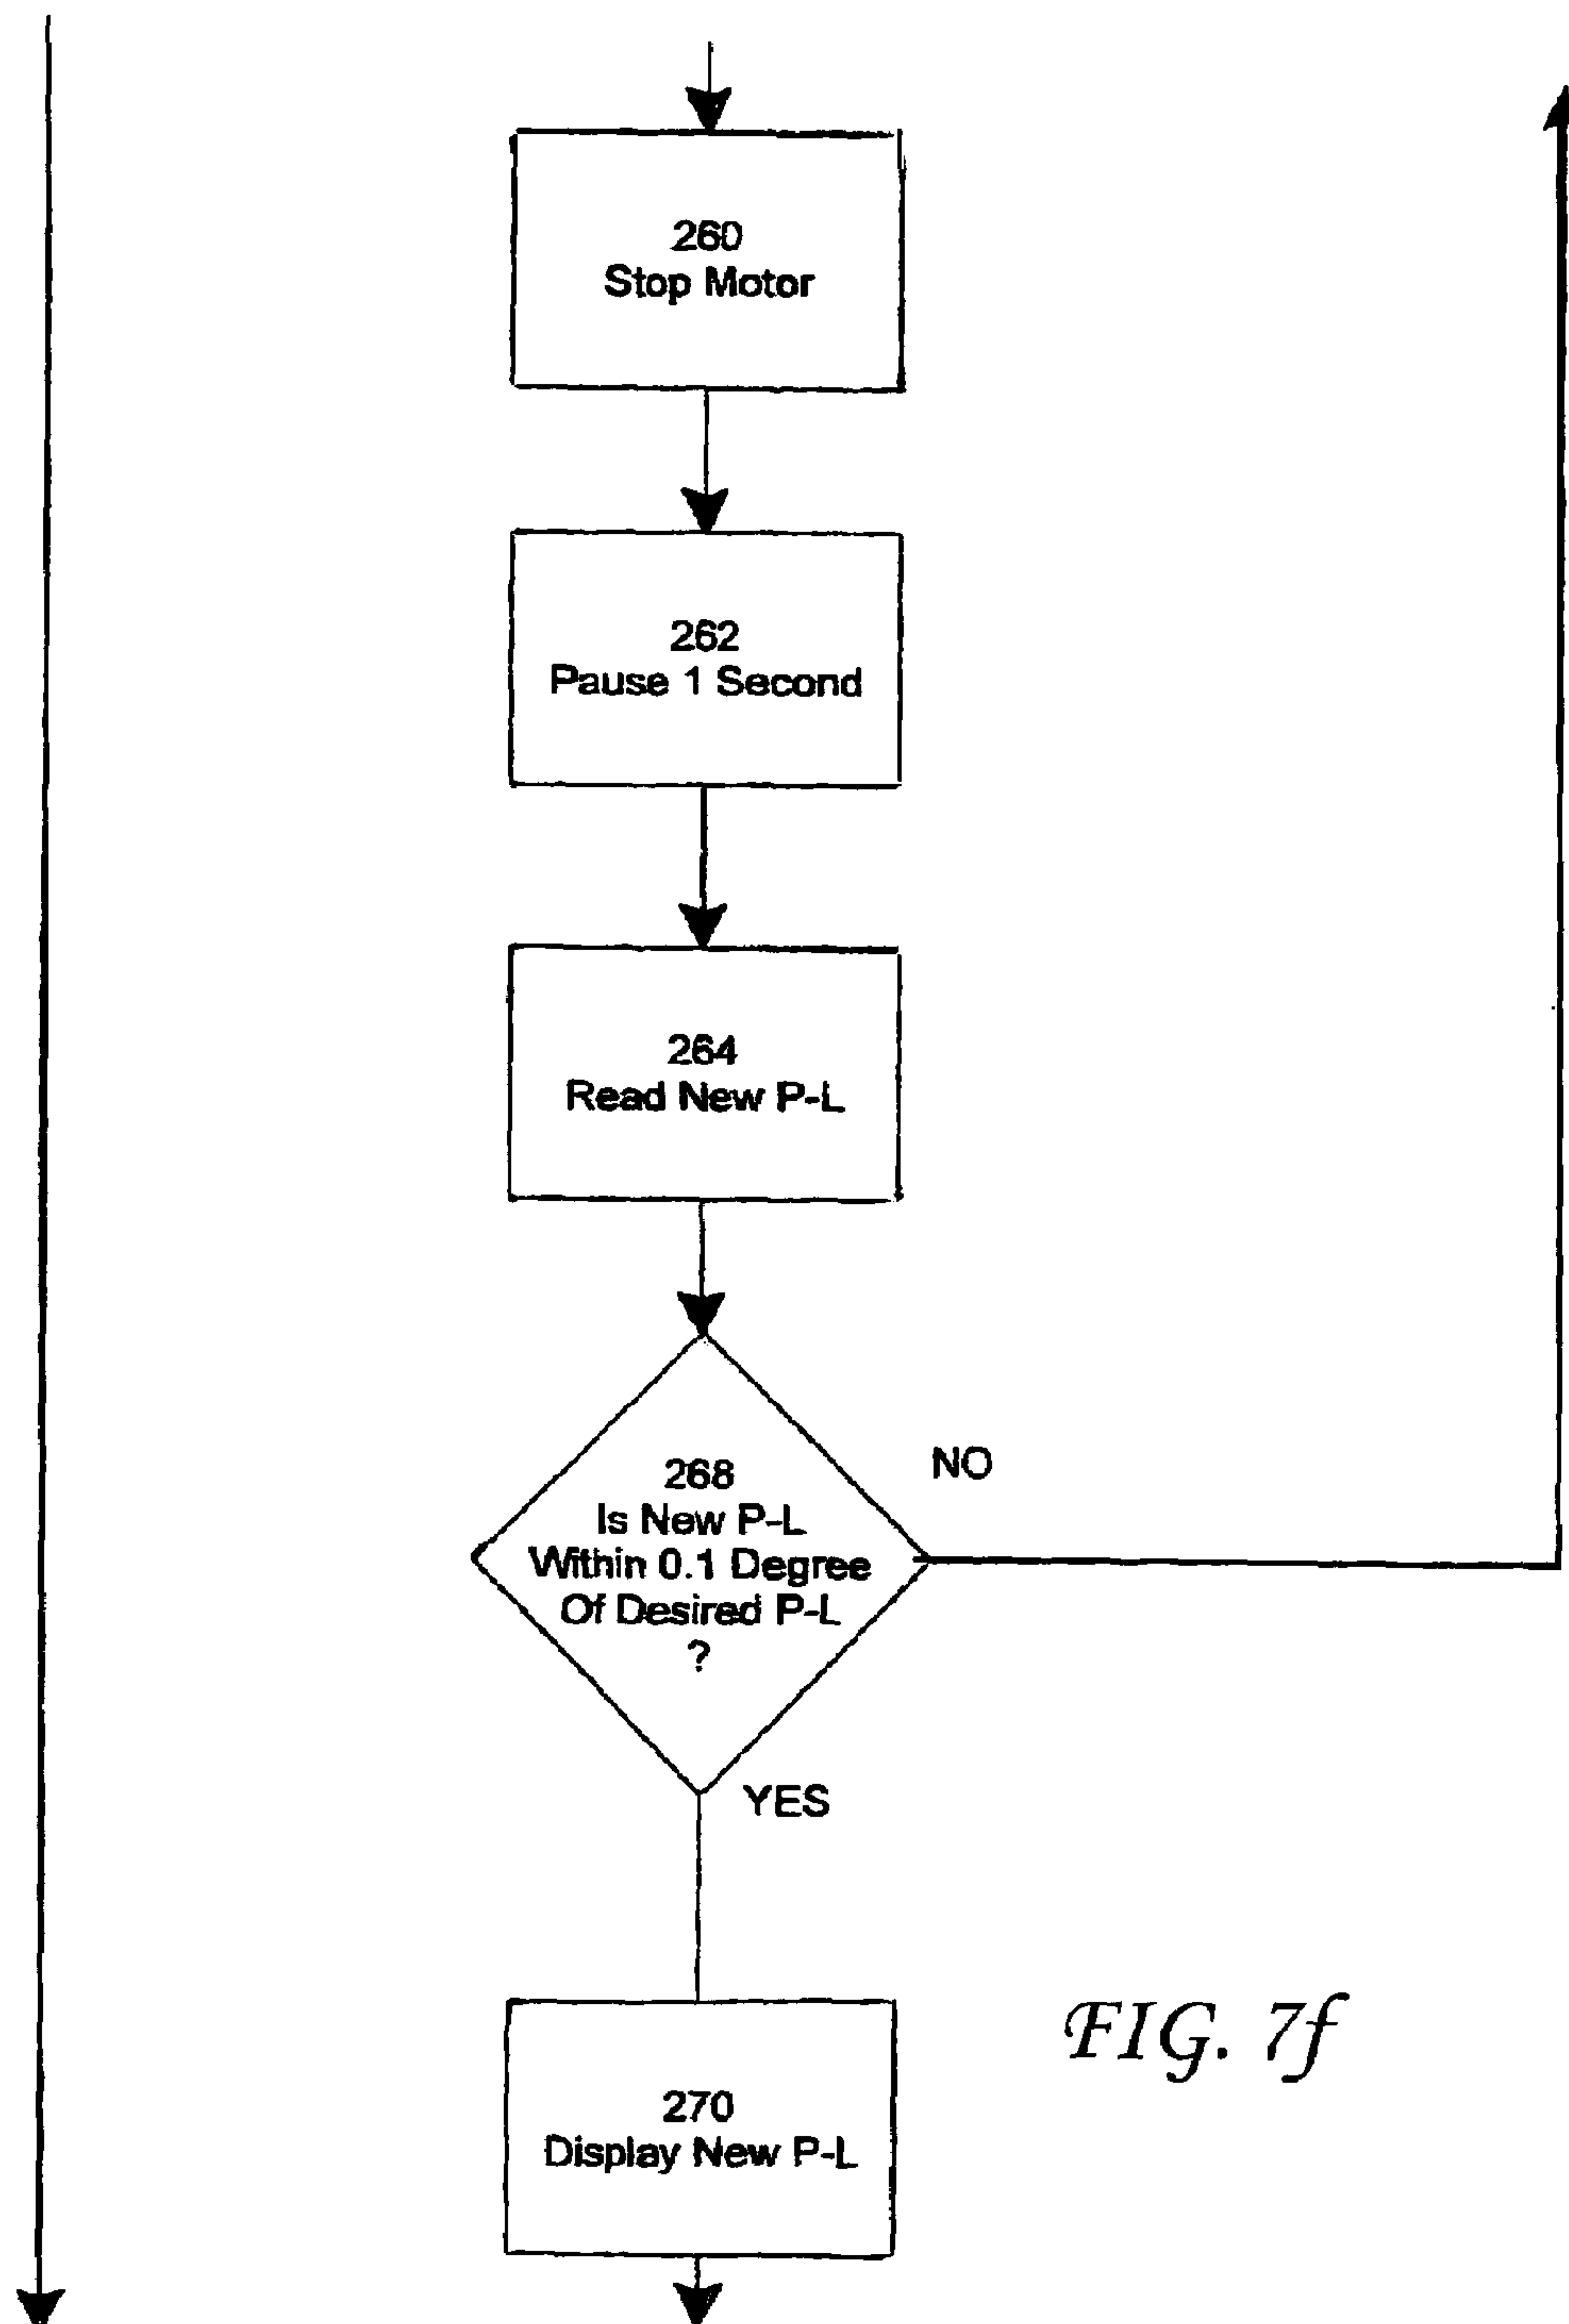 260
Stop Motor
262
Pause 1 Second
264
Read New P-L
268
Is New P-L
Within 0.1 Degree
Of Desired P-L
?
NO
YES
270
Display New P-L
FIG. 7f